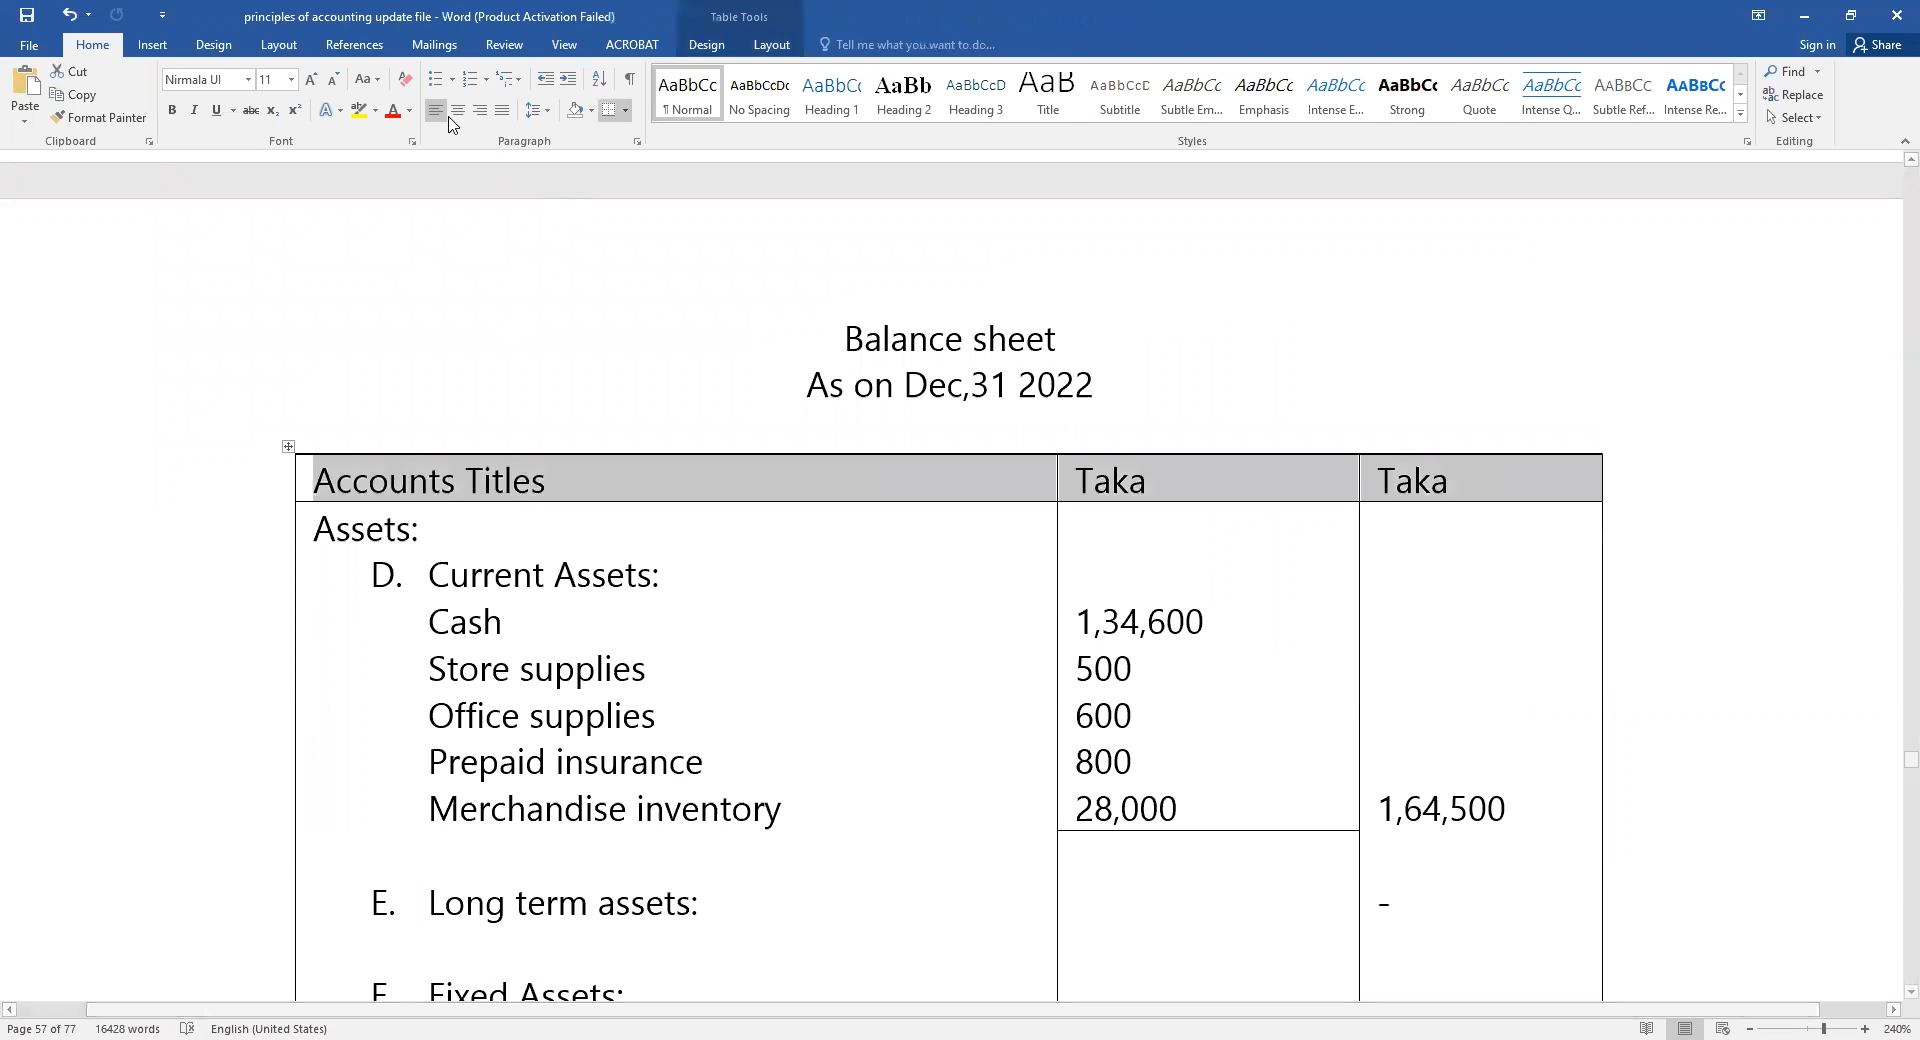 principles of accounting update file - Word (Product Activation Failed)
Table Tools
File Home Insert Design Layout References Mailings Review View ACROBAT Design Layout Tell me what you want to do... Sign in Share
Paste
Cut
Copy
Format Painter
Clipboard
Nirmala UI 11
Font
Paragraph
AaBbCc AaBbCcDc AaBbCc AaBb AaBbCcD AaB AaBbCcD AaBbCc AaBbCc AaBbCc AaBbCc AaBbCc AaBbCc AaBbCc AaBbCc
¶ Normal No Spacing Heading 1 Heading 2 Heading 3 Title Subtitle Subtle Em... Emphasis Intense E... Strong Quote Intense Q... Subtle Ref... Intense Re...
Styles
Find
Replace
Select
Editing
Balance sheet
As on Dec,31 2022
Accounts Titles Taka Taka
Assets:
D. Current Assets:
Cash 1,34,600
Store supplies 500
Office supplies 600
Prepaid insurance 800
Merchandise inventory 28,000 1,64,500
E. Long term assets: -
F. Fixed Assets:
Page 57 of 77 16428 words English (United States) 240%